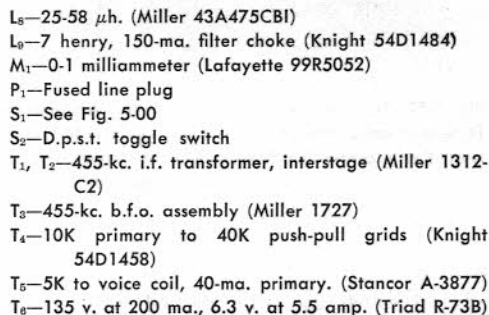 L₈—25-58 μh. (Miller 43A475CBI)
L₉—7 henry, 150-ma. filter choke (Knight 54D1484)
M₁—0-1 milliammeter (Lafayette 99R5052)
P₁—Fused line plug
S₁—See Fig. 5-00
S₂—D.p.s.t. toggle switch
T₁, T₂—455-kc. i.f. transformer, interstage (Miller 1312-
C2)
T₃—455-kc. b.f.o. assembly (Miller 1727)
T₄—10K primary to 40K push-pull grids (Knight
54D1458)
T₅—5K to voice coil, 40-ma. primary. (Stancor A-3877)
T₆—135 v. at 200 ma., 6.3 v. at 5.5 amp. (Triad R-73B)